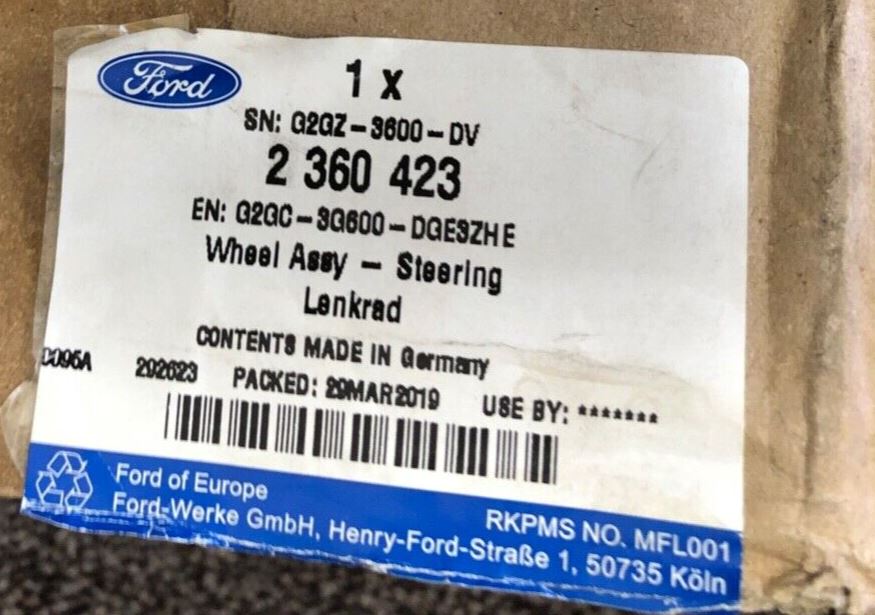 Ford
1 x
SN: G2GZ-3600-DV
2 360 423
EN: G2GC-3G600-DGE3ZHE
Wheel Assy - Steering
Lenkrad
CONTENTS MADE IN Germany
292623 PACKED: 29MAR2019 USE BY: *******
Ford of Europe
RKPMS NO. MFL001
Ford-Werke GmbH, Henry-Ford-Straße 1, 50735 Köln